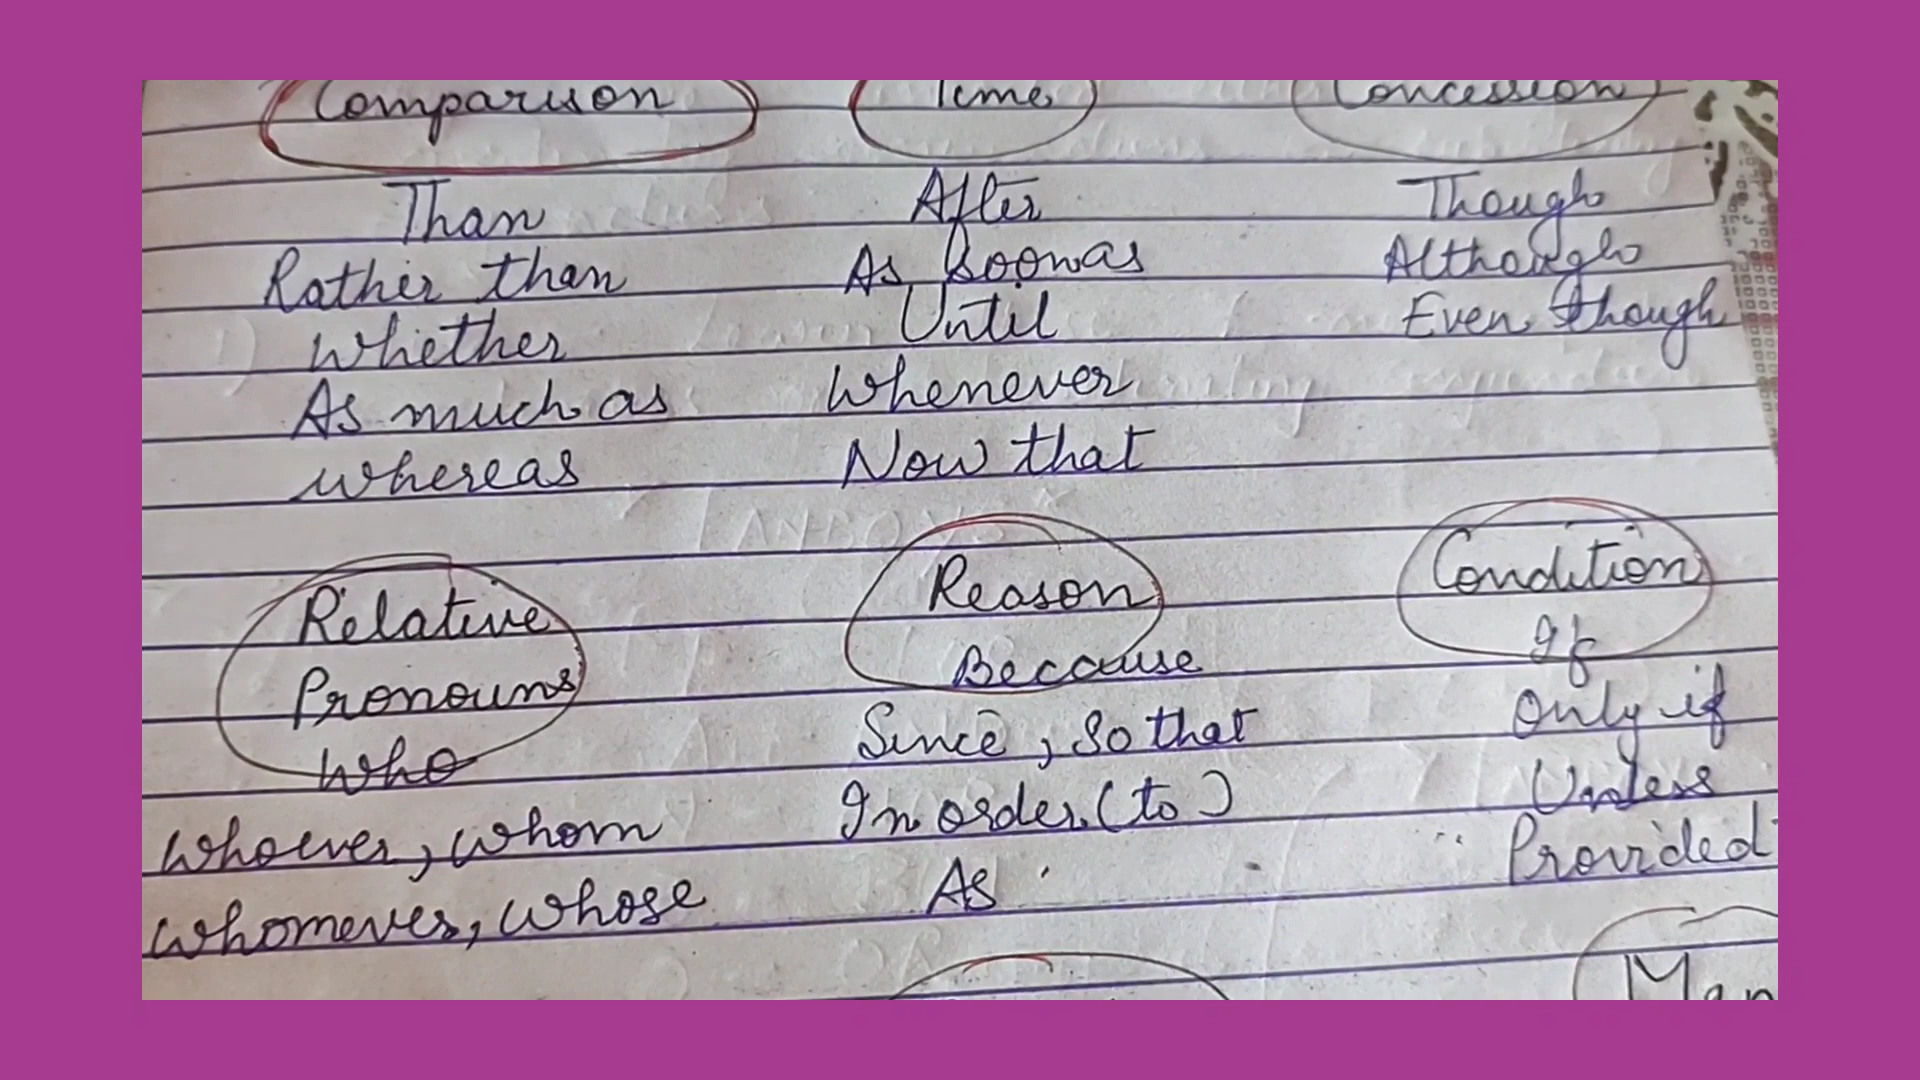 Comparison Time Concession
Than After Though
Rather than As soon as Although
Whether Until Even though
As much as Whenever
whereas Now that
Relative Reason Condition
Pronouns Because If
Who Since, so that Only if
Whoever, whom In order (to) Unless
whomever, whose As Provided